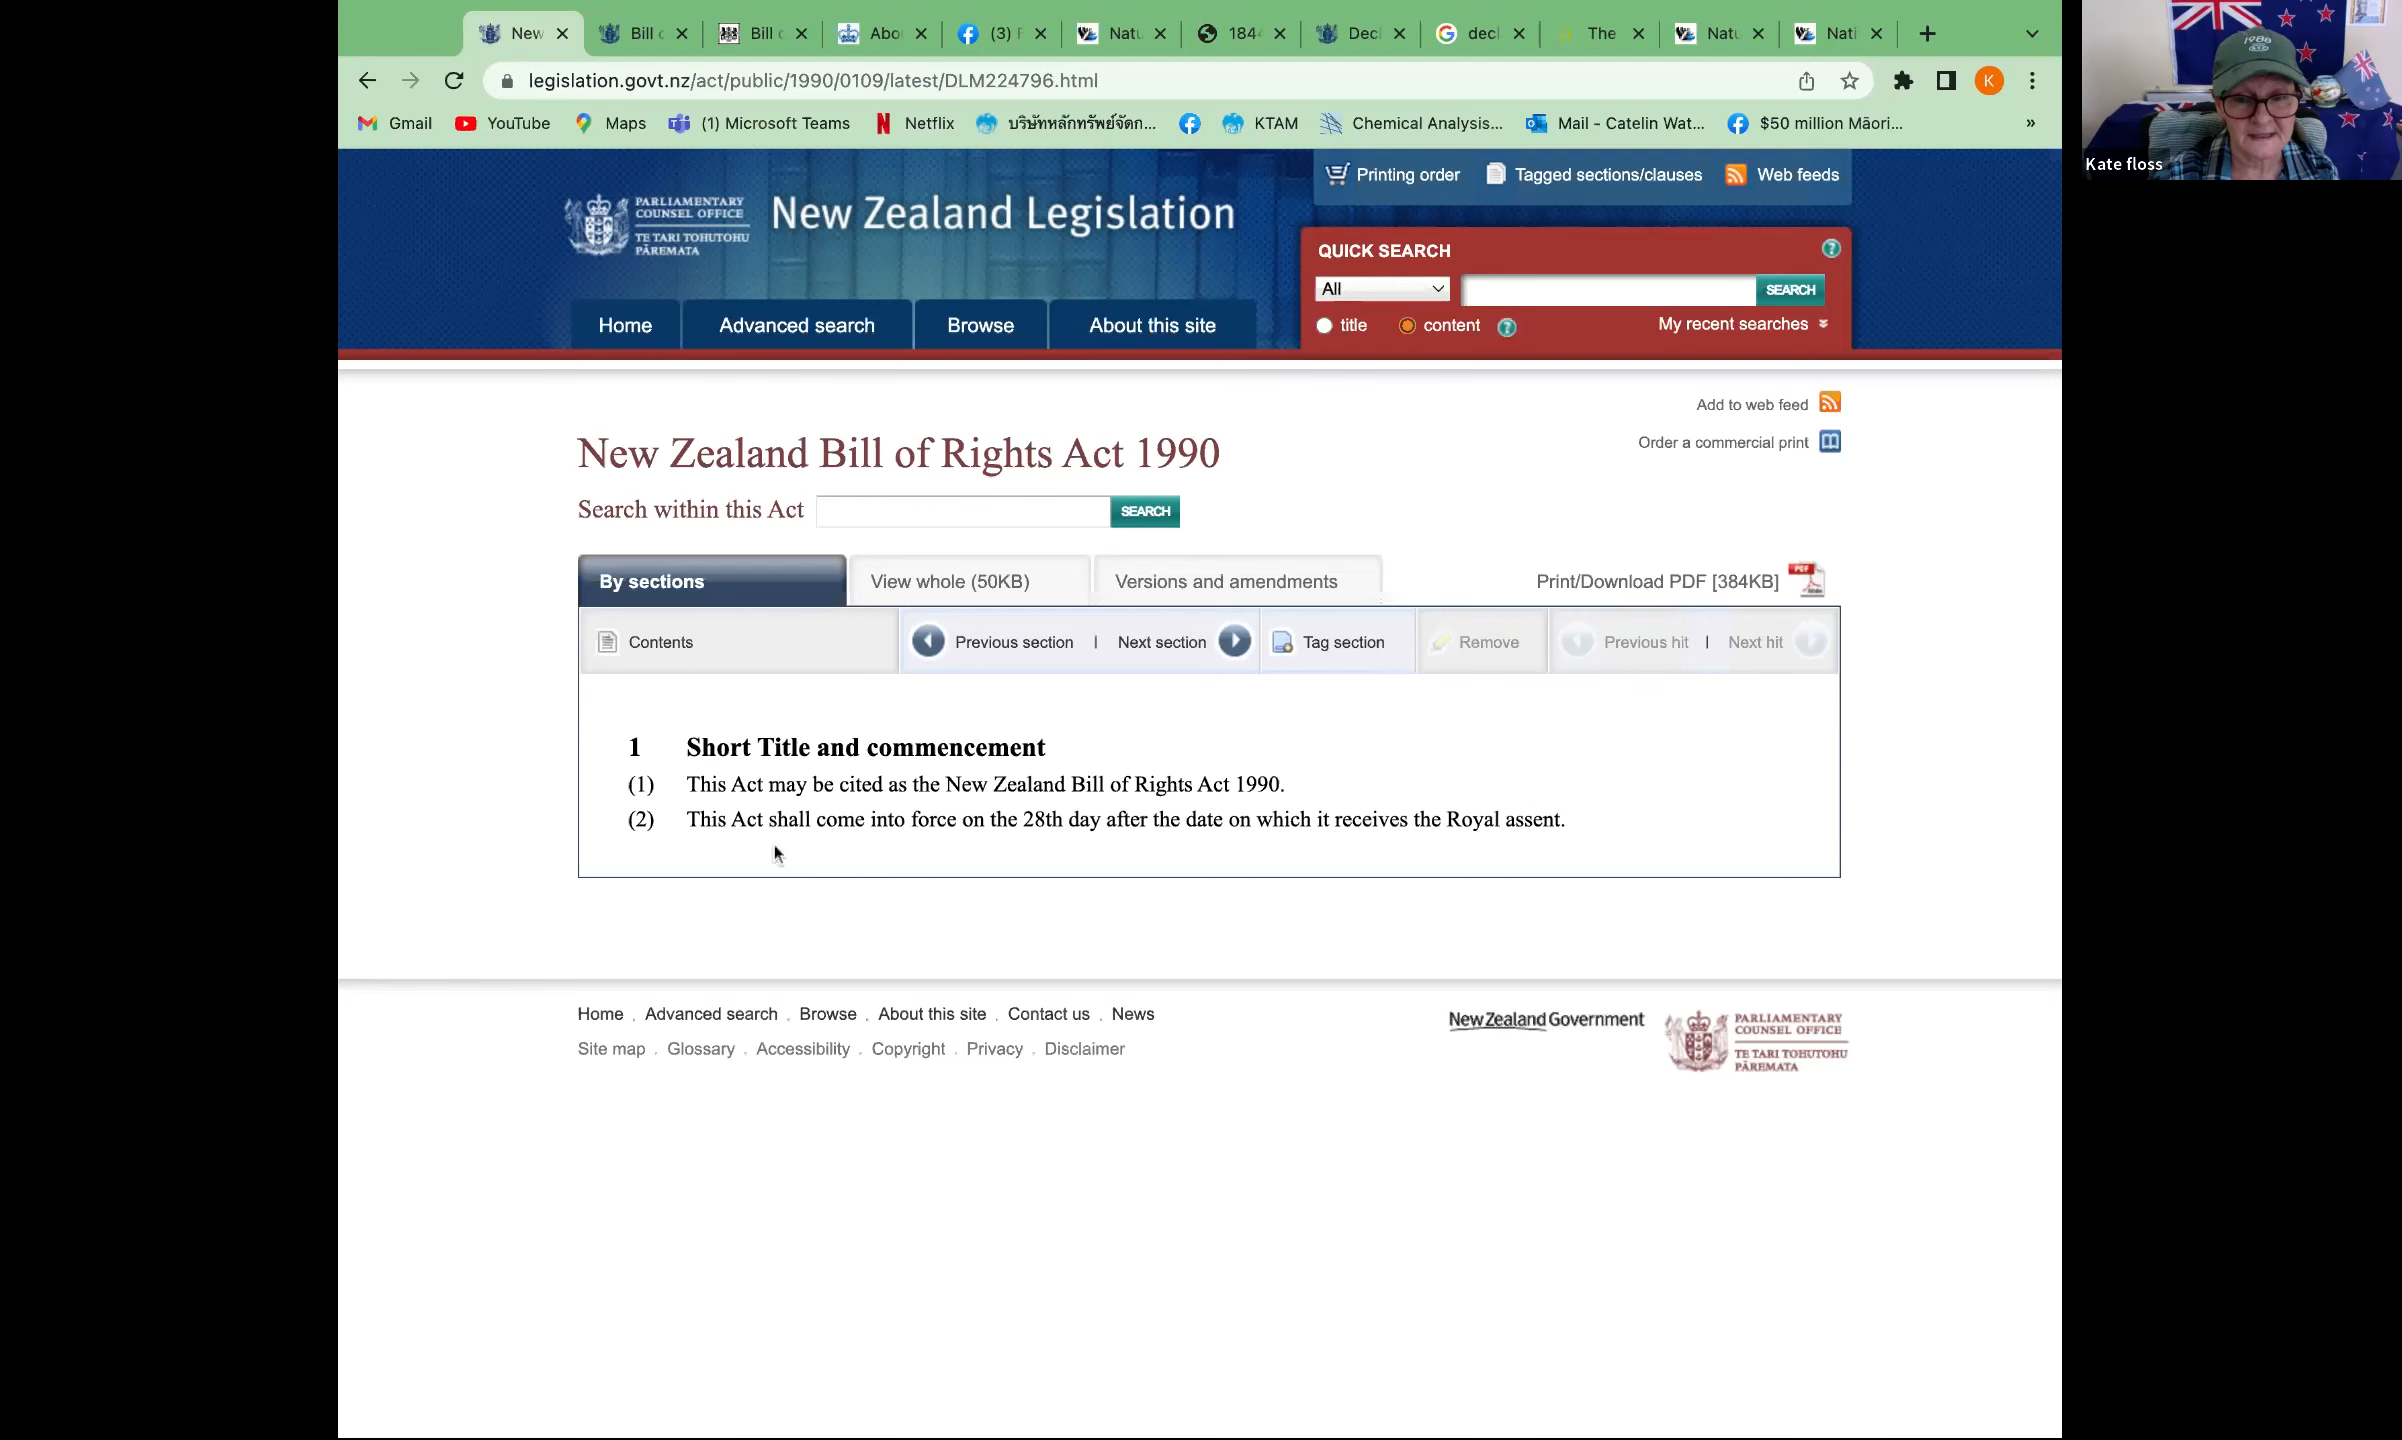 New
Bill
Bill
Abo
(3) F
Natu
184
Decl
decl
The
Natu
Nati
legislation.govt.nz/act/public/1990/0109/latest/DLM224796.html
K
Gmail
YouTube
Maps
(1) Microsoft Teams
Netflix
บริษัทหลักทรัพย์จัดก...
KTAM
Chemical Analysis...
Mail - Catelin Wat...
$50 million Māori...
»
1986
Kate floss
Printing order
Tagged sections/clauses
Web feeds
PARLIAMENTARY
COUNSEL OFFICE
TE TARI TOHUTOHU
PĀREMATA
New Zealand Legislation
QUICK SEARCH
?
All
SEARCH
title
content
?
My recent searches
Home
Advanced search
Browse
About this site
Add to web feed
Order a commercial print
New Zealand Bill of Rights Act 1990
Search within this Act
SEARCH
By sections
View whole (50KB)
Versions and amendments
Print/Download PDF [384KB]
Contents
Previous section | Next section
Tag section
Remove
Previous hit | Next hit
1 Short Title and commencement
(1) This Act may be cited as the New Zealand Bill of Rights Act 1990.
(2) This Act shall come into force on the 28th day after the date on which it receives the Royal assent.
Home . Advanced search . Browse . About this site . Contact us . News
Site map . Glossary . Accessibility . Copyright . Privacy . Disclaimer
New Zealand Government
PARLIAMENTARY
COUNSEL OFFICE
TE TARI TOHUTOHU
PĀREMATA